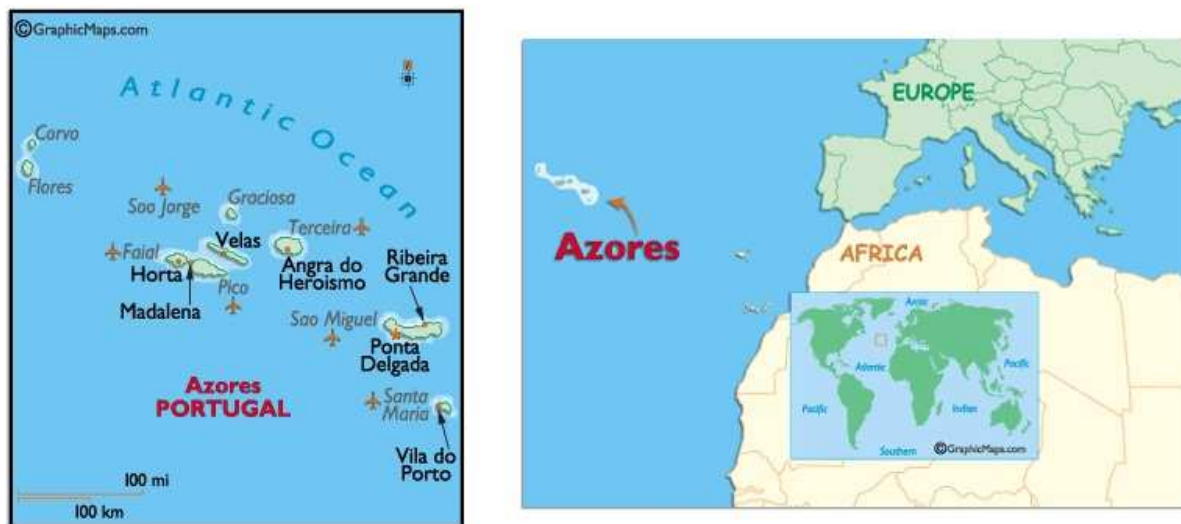 ©GraphicMaps.com
Atlantic Ocean
Corvo
Flores
Sao Jorge
Graciosa
Terceira
Faial
Velas
Ribeira
Grande
Horta
Angra do
Heroismo
Madalena
Pico
Sao Miguel
Ponta
Delgada
Azores
PORTUGAL
Santa
Maria
Vila do
Porto
100 mi
100 km
EUROPE
Azores
AFRICA
Arctic
Atlantic
Pacific
Pacific
Indian
Southern
©GraphicMaps.com